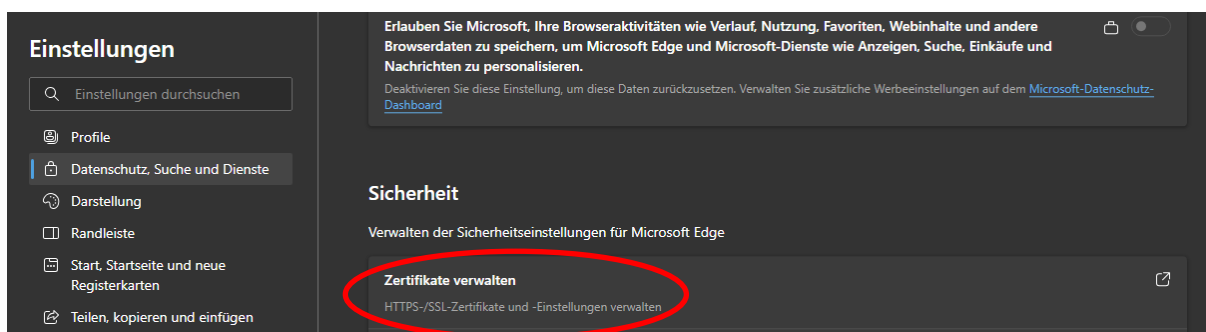 Einstellungen
Einstellungen durchsuchen
Profile
Datenschutz, Suche und Dienste
Darstellung
Randleiste
Start, Startseite und neue
Registerkarten
Teilen, kopieren und einfügen
Erlauben Sie Microsoft, Ihre Browseraktivitäten wie Verlauf, Nutzung, Favoriten, Webinhalte und andere
Browserdaten zu speichern, um Microsoft Edge und Microsoft-Dienste wie Anzeigen, Suche, Einkäufe und
Nachrichten zu personalisieren.
Deaktivieren Sie diese Einstellung, um diese Daten zurückzusetzen. Verwalten Sie zusätzliche Werbeeinstellungen auf dem Microsoft-Datenschutz-
Dashboard
Sicherheit
Verwalten der Sicherheitseinstellungen für Microsoft Edge
Zertifikate verwalten
HTTPS-/SSL-Zertifikate und -Einstellungen verwalten